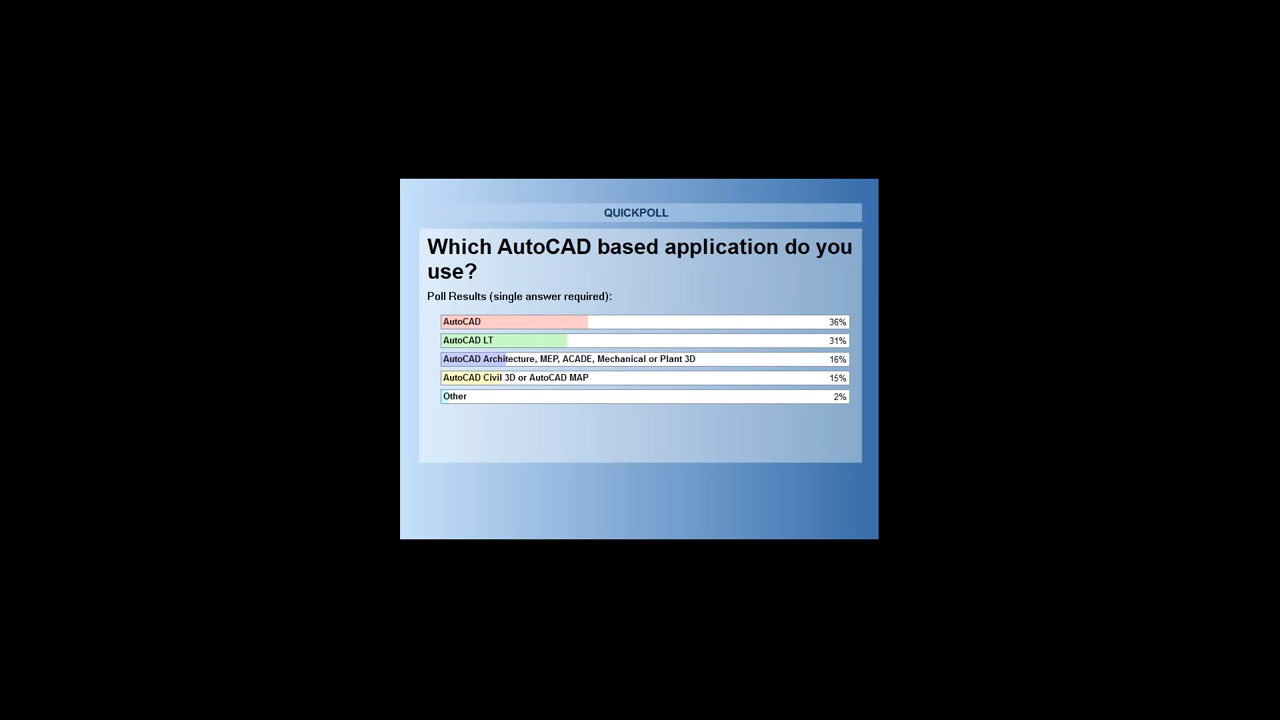 QUICKPOLL
Which AutoCAD based application do you
use?
Poll Results (single answer required):
AutoCAD 36%
AutoCAD LT 31%
AutoCAD Architecture, MEP, ACADE, Mechanical or Plant 3D 16%
AutoCAD Civil 3D or AutoCAD MAP 15%
Other 2%